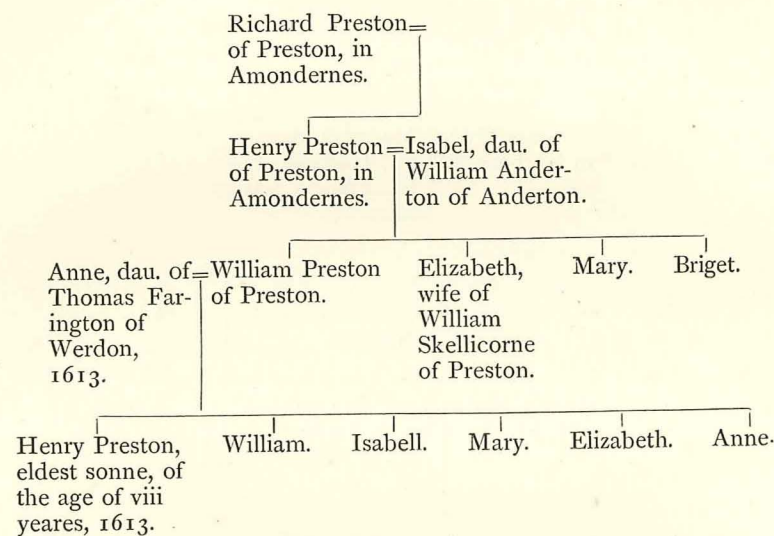 Richard Preston=
of Preston, in
Amondernes.
Henry Preston=Isabel, dau. of
of Preston, in William Ander-
Amondernes. ton of Anderton.
Anne, dau. of=William Preston
Thomas Far- of Preston.
ington of
Werdon,
1613.
Elizabeth,
wife of
William
Skellicorne
of Preston.
Mary.
Briget.
Henry Preston,
eldest sonne, of
the age of viii
yeares, 1613.
William.
Isabell.
Mary.
Elizabeth.
Anne.